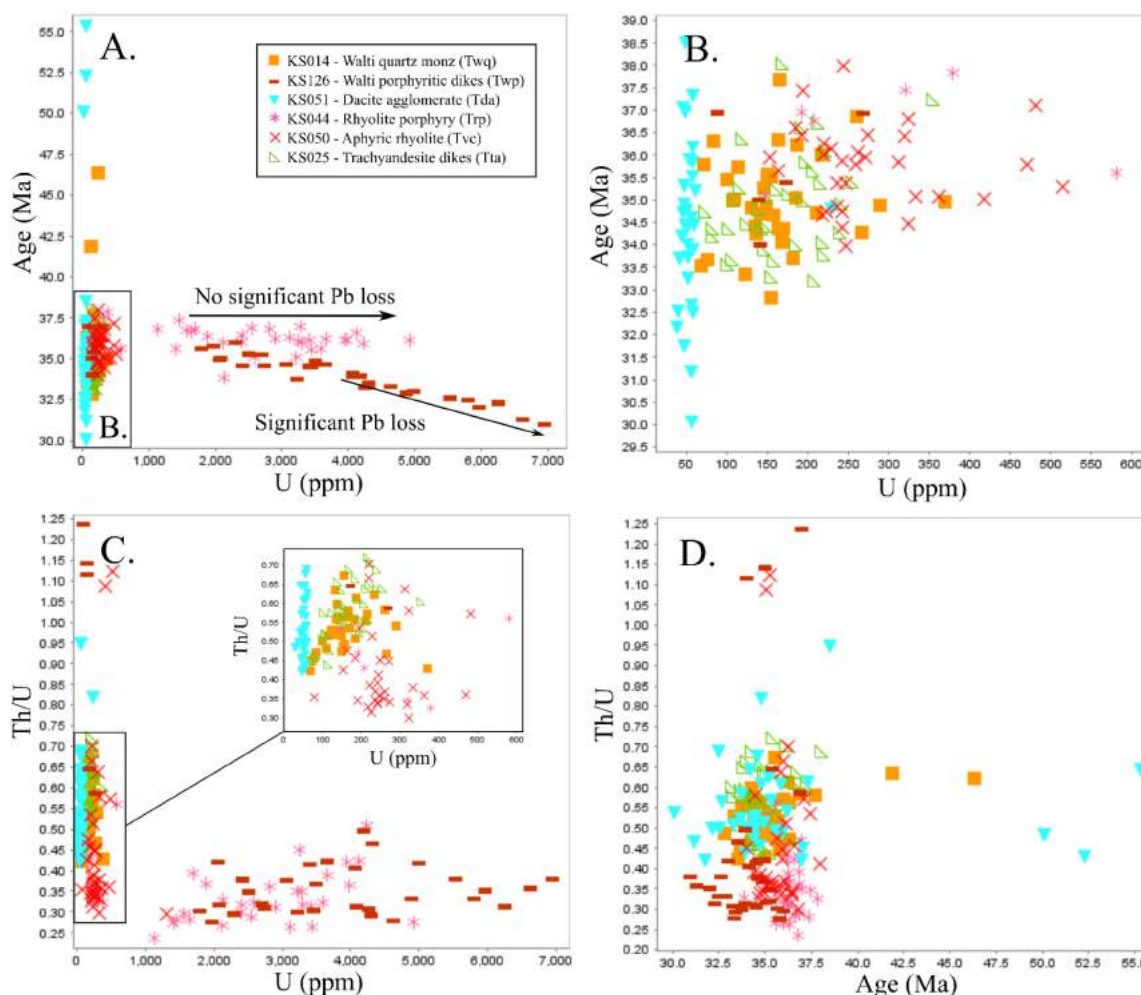 A.
KS014 - Walti quartz monz (Twq)
KS126 - Walti porphyritic dikes (Twp)
KS051 - Dacite agglomerate (Tda)
KS044 - Rhyolite porphyry (Trp)
KS050 - Aphyric rhyolite (Tvc)
KS025 - Trachyandesite dikes (Tta)
Age (Ma)
55.0
52.5
50.0
47.5
45.0
42.5
40.0
37.5
35.0
32.5
30.0
No significant Pb loss
Significant Pb loss
B.
0 1,000 2,000 3,000 4,000 5,000 6,000 7,000
U (ppm)
B.
Age (Ma)
39.0
38.5
38.0
37.5
37.0
36.5
36.0
35.5
35.0
34.5
34.0
33.5
33.0
32.5
32.0
31.5
31.0
30.5
30.0
29.5
50 100 150 200 250 300 350 400 450 500 550 600
U (ppm)
C.
Th/U
1.25
1.20
1.15
1.10
1.05
1.00
0.95
0.90
0.85
0.80
0.75
0.70
0.65
0.60
0.55
0.50
0.45
0.40
0.35
0.30
0.25
Th/U
0.70
0.65
0.60
0.55
0.50
0.45
0.40
0.35
0.30
0 100 200 300 400 500 600
U (ppm)
0 1,000 2,000 3,000 4,000 5,000 6,000 7,000
U (ppm)
D.
Th/U
1.25
1.20
1.15
1.10
1.05
1.00
0.95
0.90
0.85
0.80
0.75
0.70
0.65
0.60
0.55
0.50
0.45
0.40
0.35
0.30
0.25
0.20
30.0 32.5 35.0 37.5 40.0 42.5 45.0 47.5 50.0 52.5 55.0
Age (Ma)